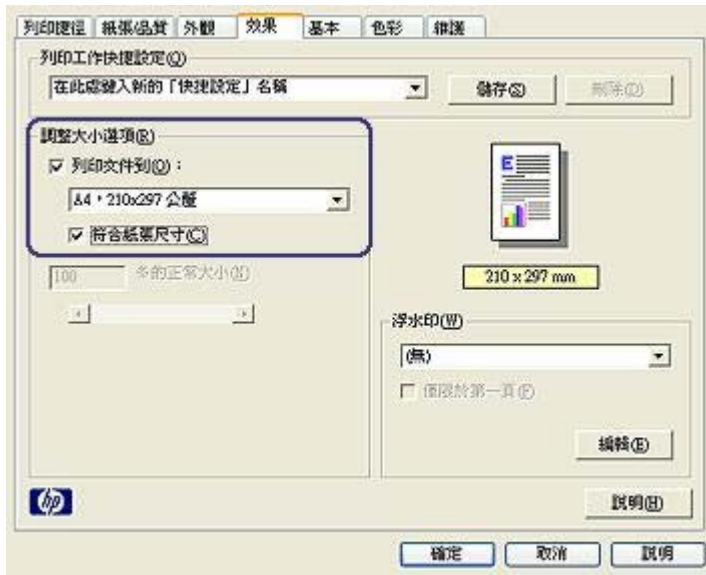 列印捷徑 紙張/品質 外觀 效果 基本 色彩 維護
列印工作快捷設定(Q)
在此處鍵入新的「快捷設定」名稱 儲存(S) 刪除(D)
調整大小選項(R)
列印文件到(O)：
A4，210x297 公釐
符合紙張尺寸(C)
100 多的正常大小(N)
E
210 x 297 mm
浮水印(W)
(無)
僅限於第一頁(F)
編輯(E)
hp
說明(H)
確定 取消 說明